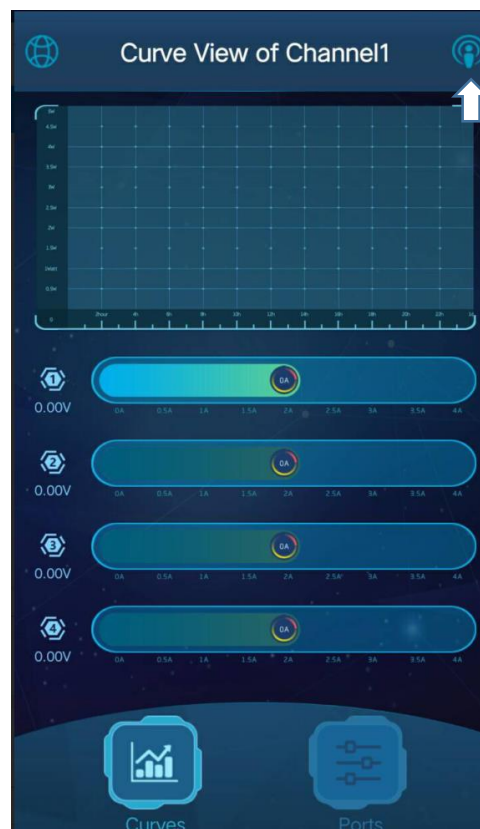 Curve View of Channel1
5W
4.5W
4W
3.5W
3W
2.5W
2W
1.5W
0.5W
0
2hour 4h 6h 8h 10h 12h 14h 16h 18h 20h 22h
1
0A
0.00V
0A 0.5A 1A 1.5A 2A 2.5A 3A 3.5A 4A
2
0A
0.00V
0A 0.5A 1A 1.5A 2A 2.5A 3A 3.5A 4A
3
0A
0.00V
0A 0.5A 1A 1.5A 2A 2.5A 3A 3.5A 4A
4
0A
0.00V
0A 0.5A 1A 1.5A 2A 2.5A 3A 3.5A 4A
Curves Ports